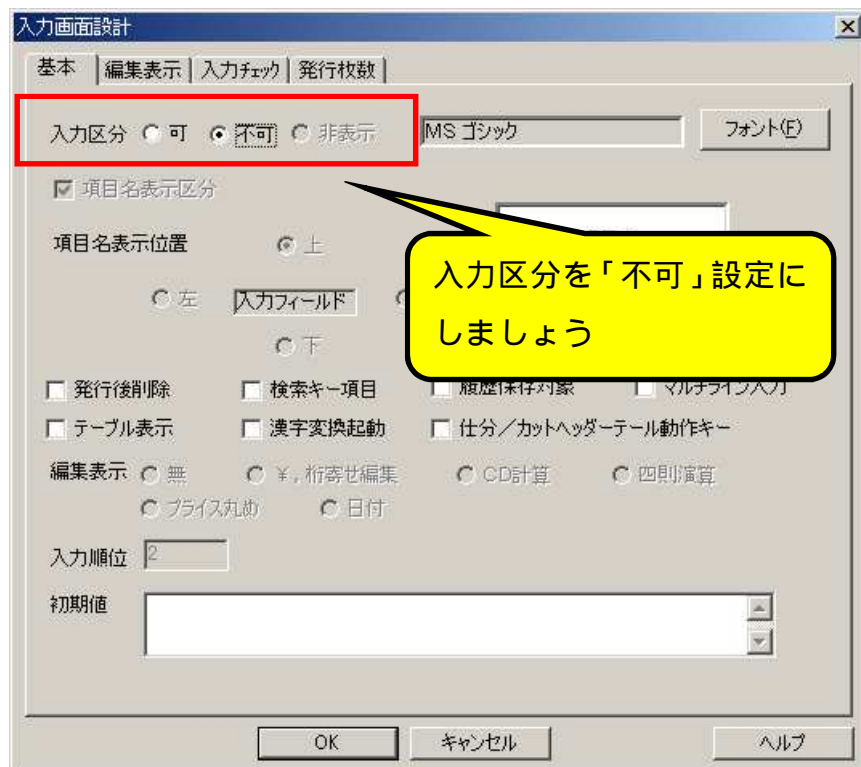 入力画面設計
基本 編集表示 入力チェック 発行枚数
入力区分 可 不可 非表示 MS ゴシック フォント(F)
項目名表示区分
項目名表示位置 上
左 入力フィールド
下
入力区分を「不可」設定に
しましょう
発行後削除 検索キー項目 履歴保存対象 マルチライン入力
テーブル表示 漢字変換起動 仕分/カットヘッダーテール動作キー
編集表示 無 ¥,桁寄せ編集 CD計算 四則演算
プライス丸め 日付
入力順位 2
初期値
OK キャンセル ヘルプ